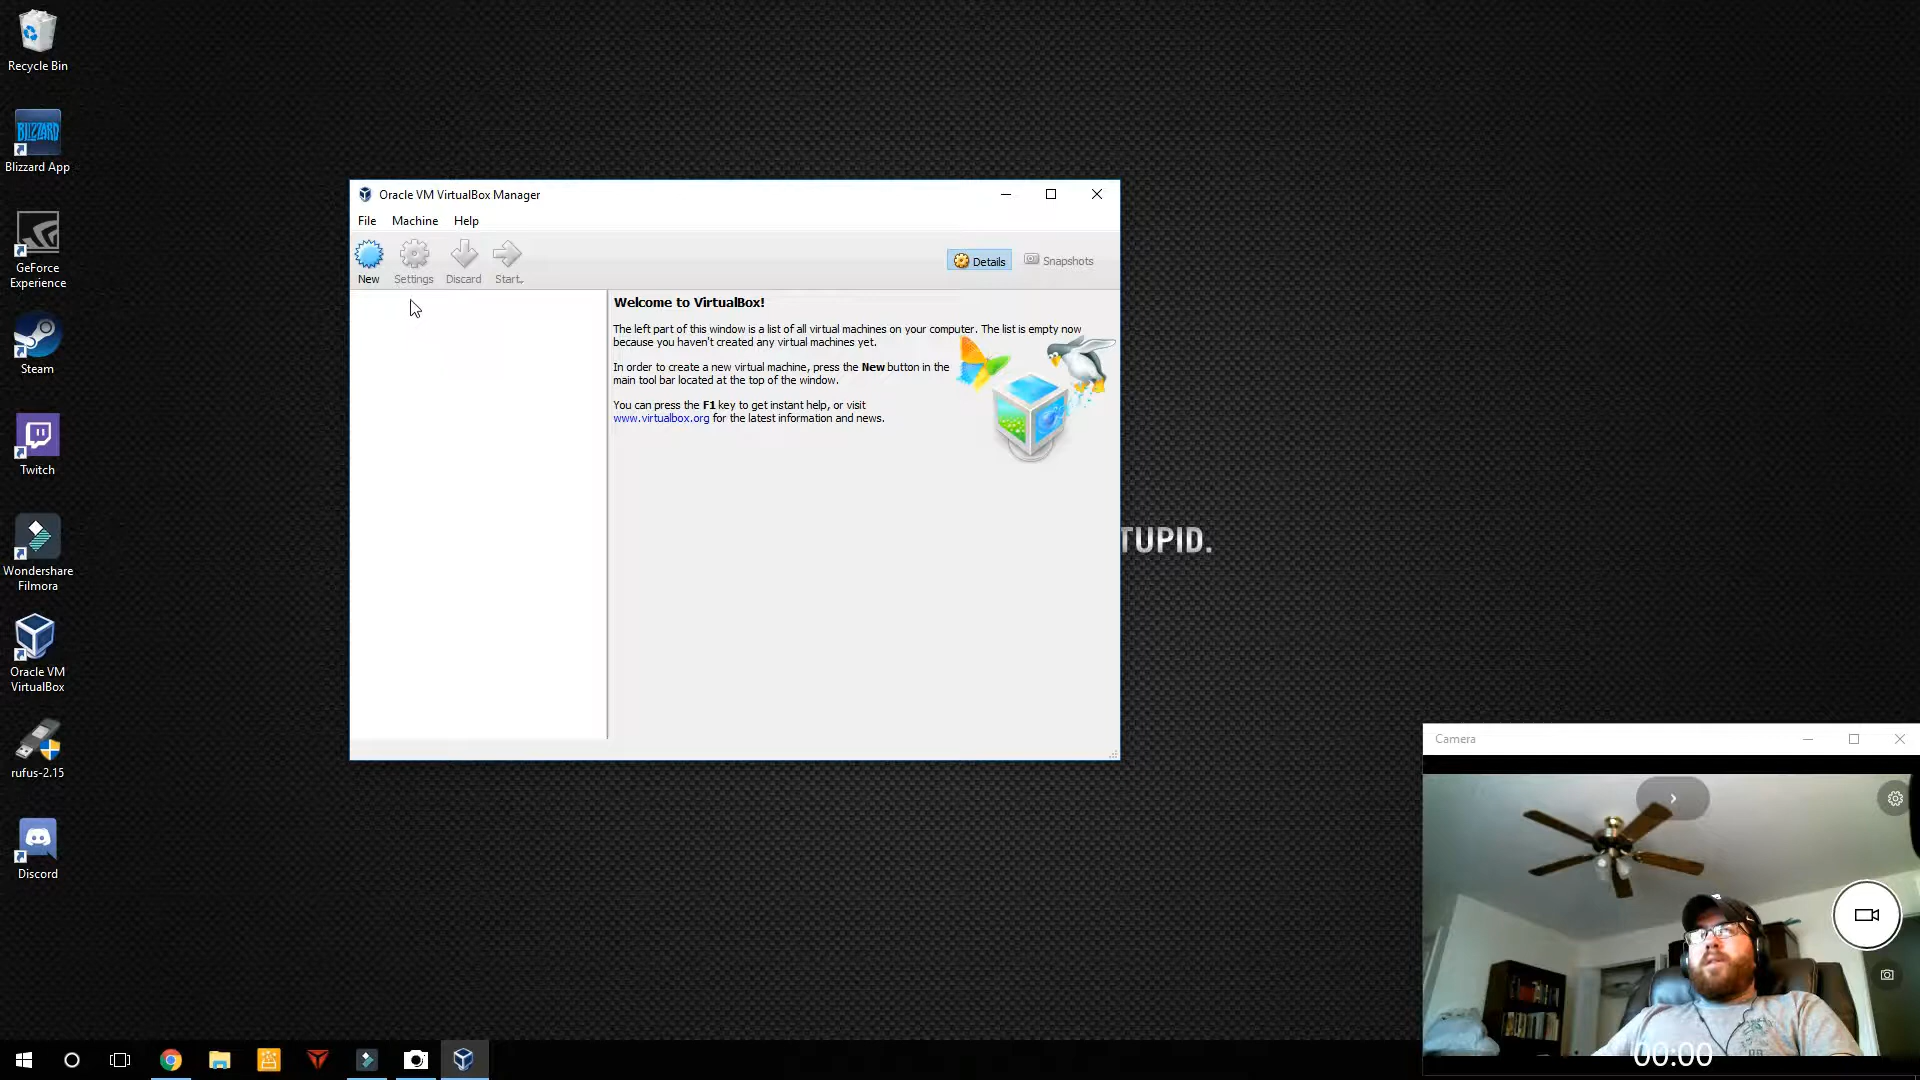 Recycle Bin
BLIZZARD
Blizzard App
GeForce
Experience
Steam
Twitch
Wondershare
Filmora
Oracle VM
VirtualBox
rufus-2.15
Discord
Oracle VM VirtualBox Manager
File Machine Help
New Settings Discard Start
Details Snapshots
Welcome to VirtualBox!
The left part of this window is a list of all virtual machines on your computer. The list is empty now
because you haven't created any virtual machines yet.
In order to create a new virtual machine, press the New button in the
main tool bar located at the top of the window.
You can press the F1 key to get instant help, or visit
www.virtualbox.org for the latest information and news.
TUPID.
Camera
00:00